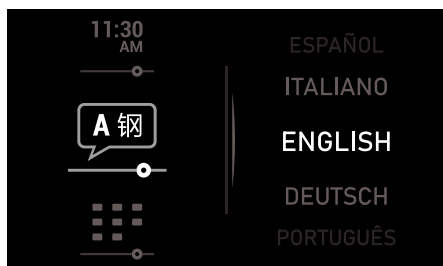 11:30
AM
A 钢
ESPAÑOL
ITALIANO
ENGLISH
DEUTSCH
PORTUGUÊS